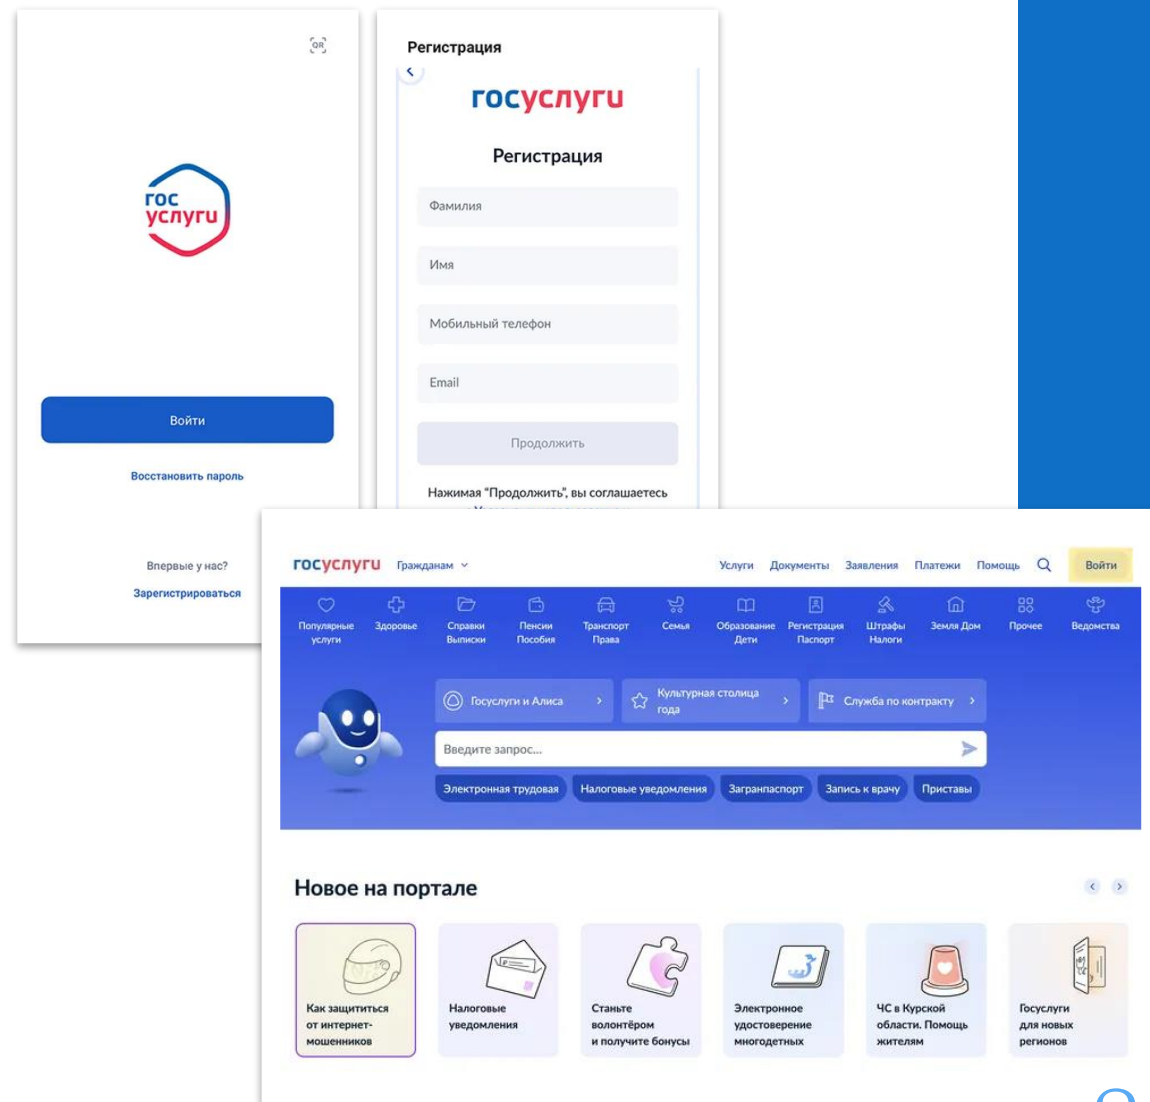 QR
гос
услуги
Войти
Восстановить пароль
Впервые у нас?
Зарегистрироваться
Регистрация
госуслуги
Регистрация
Фамилия
Имя
Мобильный телефон
Email
Продолжить
Нажимая “Продолжить”, вы соглашаетесь
госуслуги Гражданам Услуги Документы Заявления Платежи Помощь Войти
Популярные Здоровье Справки Пенсии Транспорт Семья Образование Регистрация Штрафы Земля Дом Прочее Ведомства
услуги Выписки Пособия Права Дети Паспорт Налоги
Госуслуги и Алиса
Культурная столица
года
Служба по контракту
Введите запрос...
Электронная трудовая Налоговые уведомления Загранпаспорт Запись к врачу Приставы
Новое на портале
Как защититься
от интернет-
мошенников
Налоговые
уведомления
Станьте
волонтёром
и получите бонусы
Электронное
удостоверение
многодетных
ЧС в Курской
области. Помощь
жителям
Госуслуги
для новых
регионов